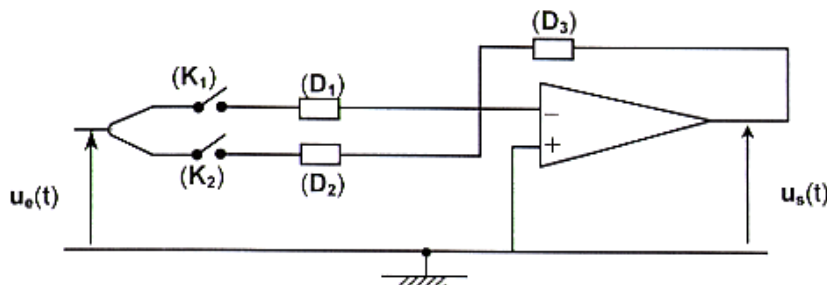 (D₃)
(K₁)
(D₁)
−
+
(K₂)
(D₂)
uₑ(t)
uₛ(t)